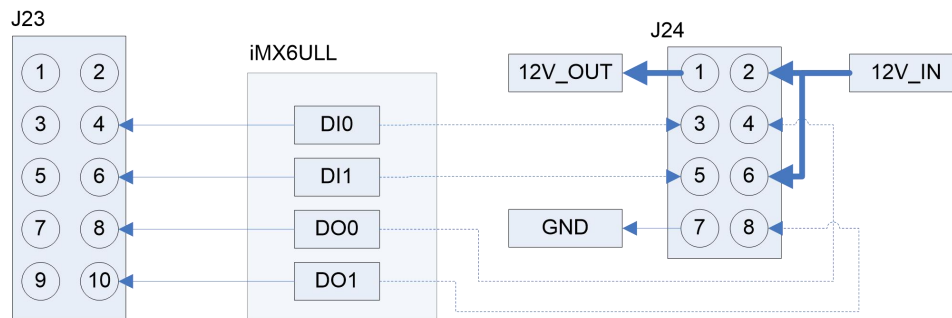 J23
iMX6ULL
J24
1 2
12V_OUT
1 2
12V_IN
3 4
DI0
3 4
5 6
DI1
5 6
7 8
DO0
GND
7 8
9 10
DO1